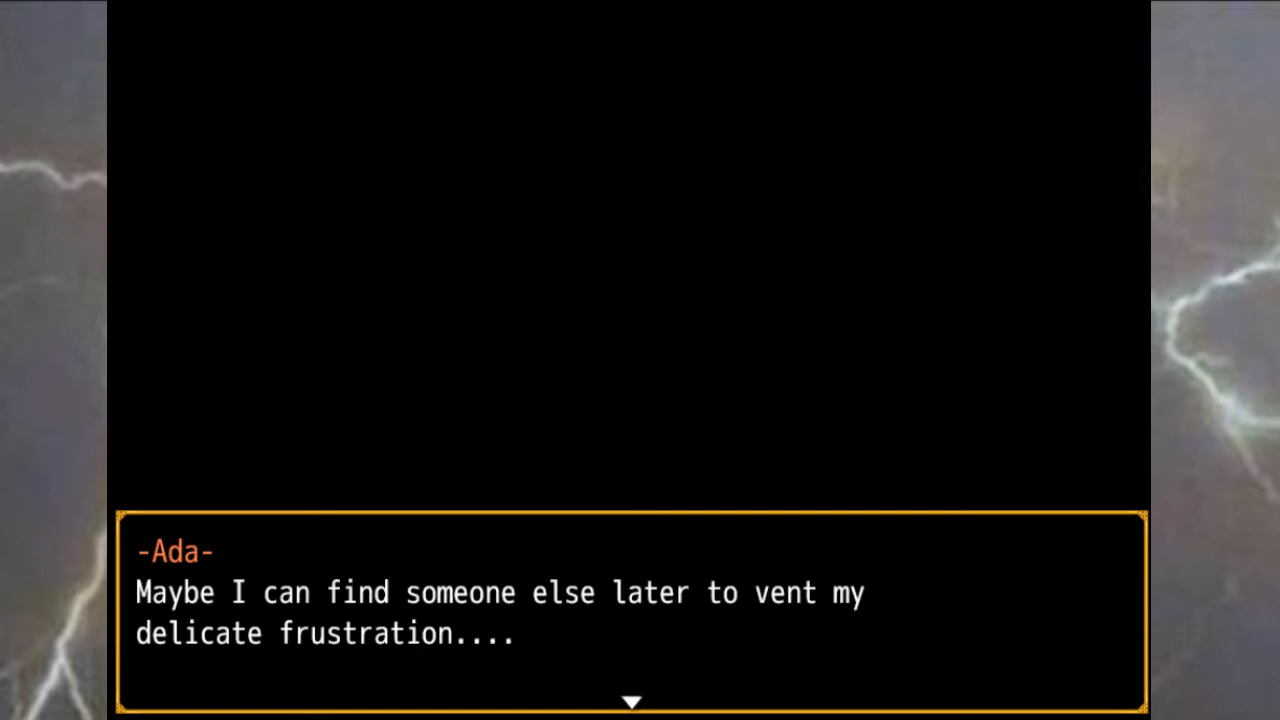 -Ada-
Maybe I can find someone else later to vent my
delicate frustration....